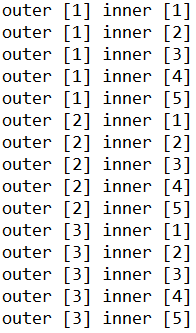 outer [1] inner [1]
outer [1] inner [2]
outer [1] inner [3]
outer [1] inner [4]
outer [1] inner [5]
outer [2] inner [1]
outer [2] inner [2]
outer [2] inner [3]
outer [2] inner [4]
outer [2] inner [5]
outer [3] inner [1]
outer [3] inner [2]
outer [3] inner [3]
outer [3] inner [4]
outer [3] inner [5]